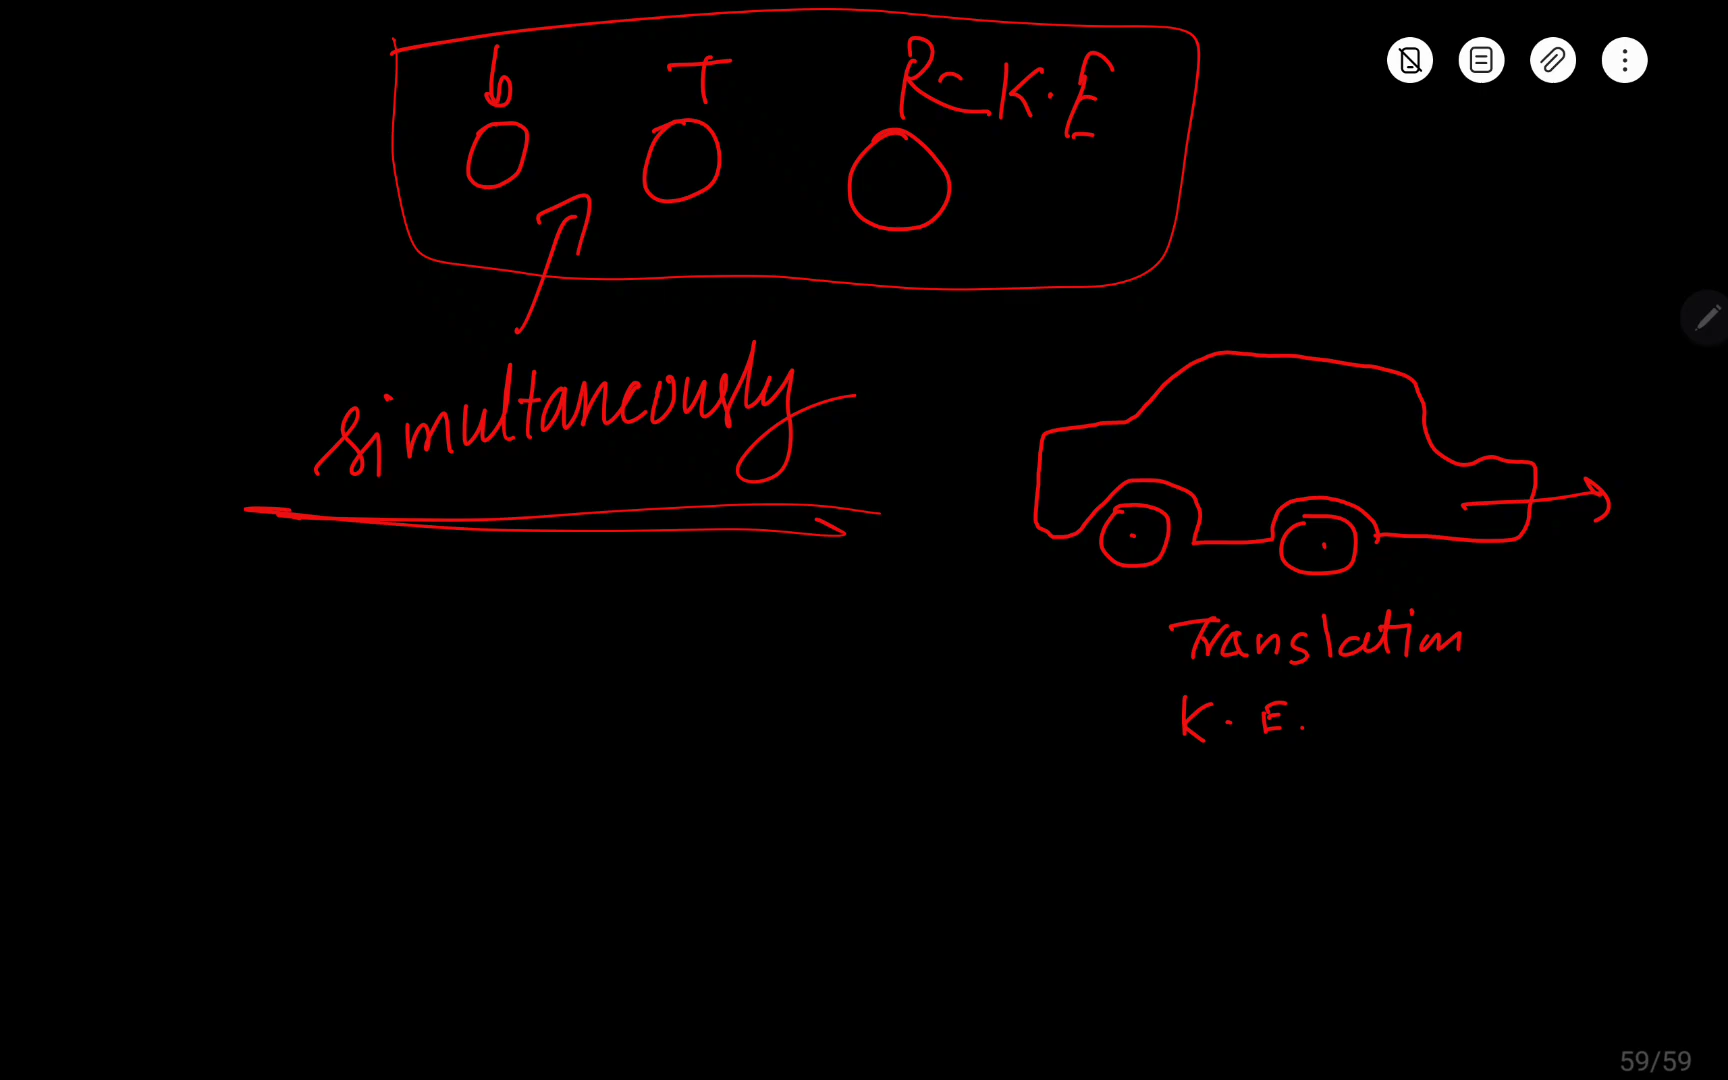 T R- K.E
simultaneously
Translation
K. E.
59/59